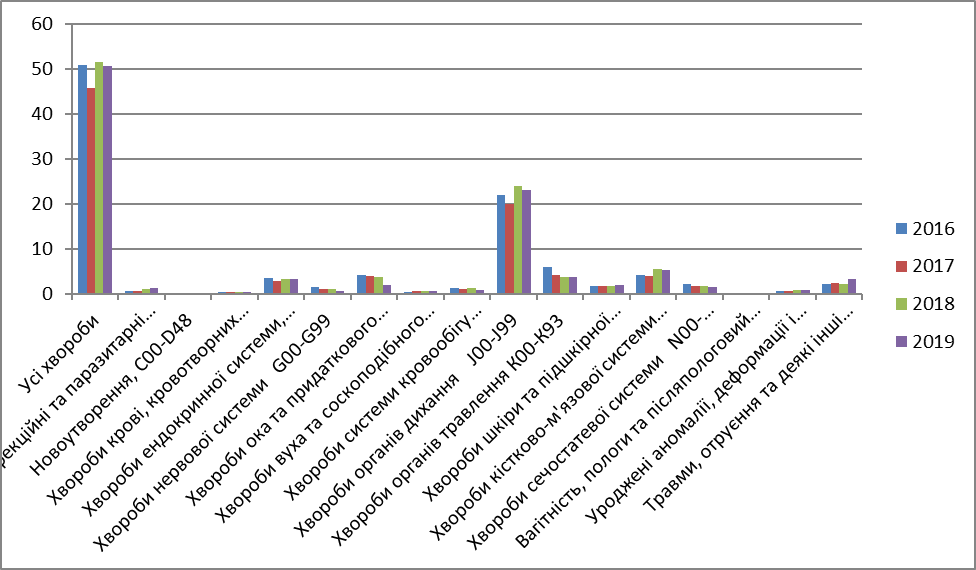 60
50
40
30
20
10
0
2016
2017
2018
2019
Усі хвороби
екційні та паразитарні...
Новоутворення, C00-D48
Хвороби крові, кровотворних...
Хвороби ендокринної системи,...
Хвороби нервової системи G00-G99
Хвороби ока та придаткового...
Хвороби вуха та соскоподібного...
Хвороби системи кровообігу...
Хвороби органів дихання J00-J99
Хвороби органів травлення K00-K93
Хвороби шкіри та підшкірної...
Хвороби кістково-м'язової системи...
Хвороби сечостатевої системи N00-...
Вагітність, пологи та післяпологовий...
Уроджені аномалії, деформації і...
Травми, отруєння та деякі інші...